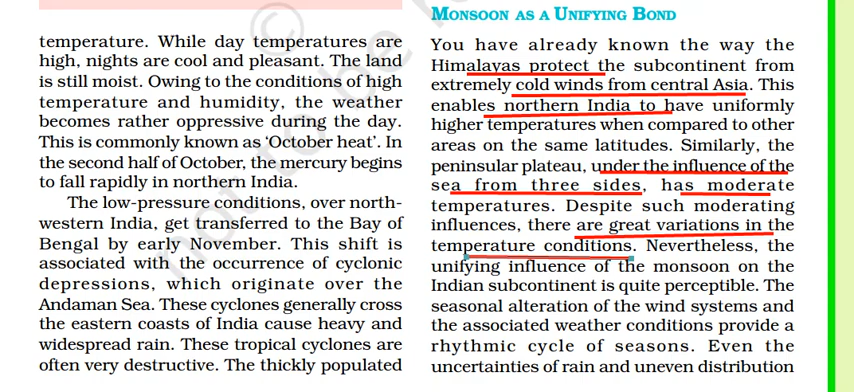 temperature. While day temperatures are
high, nights are cool and pleasant. The land
is still moist. Owing to the conditions of high
temperature and humidity, the weather
becomes rather oppressive during the day.
This is commonly known as ‘October heat’. In
the second half of October, the mercury begins
to fall rapidly in northern India.
The low-pressure conditions, over north-
western India, get transferred to the Bay of
Bengal by early November. This shift is
associated with the occurrence of cyclonic
depressions, which originate over the
Andaman Sea. These cyclones generally cross
the eastern coasts of India cause heavy and
widespread rain. These tropical cyclones are
often very destructive. The thickly populated
MONSOON AS A UNIFYING BOND
You have already known the way the
Himalayas protect the subcontinent from
extremely cold winds from central Asia. This
enables northern India to have uniformly
higher temperatures when compared to other
areas on the same latitudes. Similarly, the
peninsular plateau, under the influence of the
sea from three sides, has moderate
temperatures. Despite such moderating
influences, there are great variations in the
temperature conditions. Nevertheless, the
unifying influence of the monsoon on the
Indian subcontinent is quite perceptible. The
seasonal alteration of the wind systems and
the associated weather conditions provide a
rhythmic cycle of seasons. Even the
uncertainties of rain and uneven distribution
©
not to be re